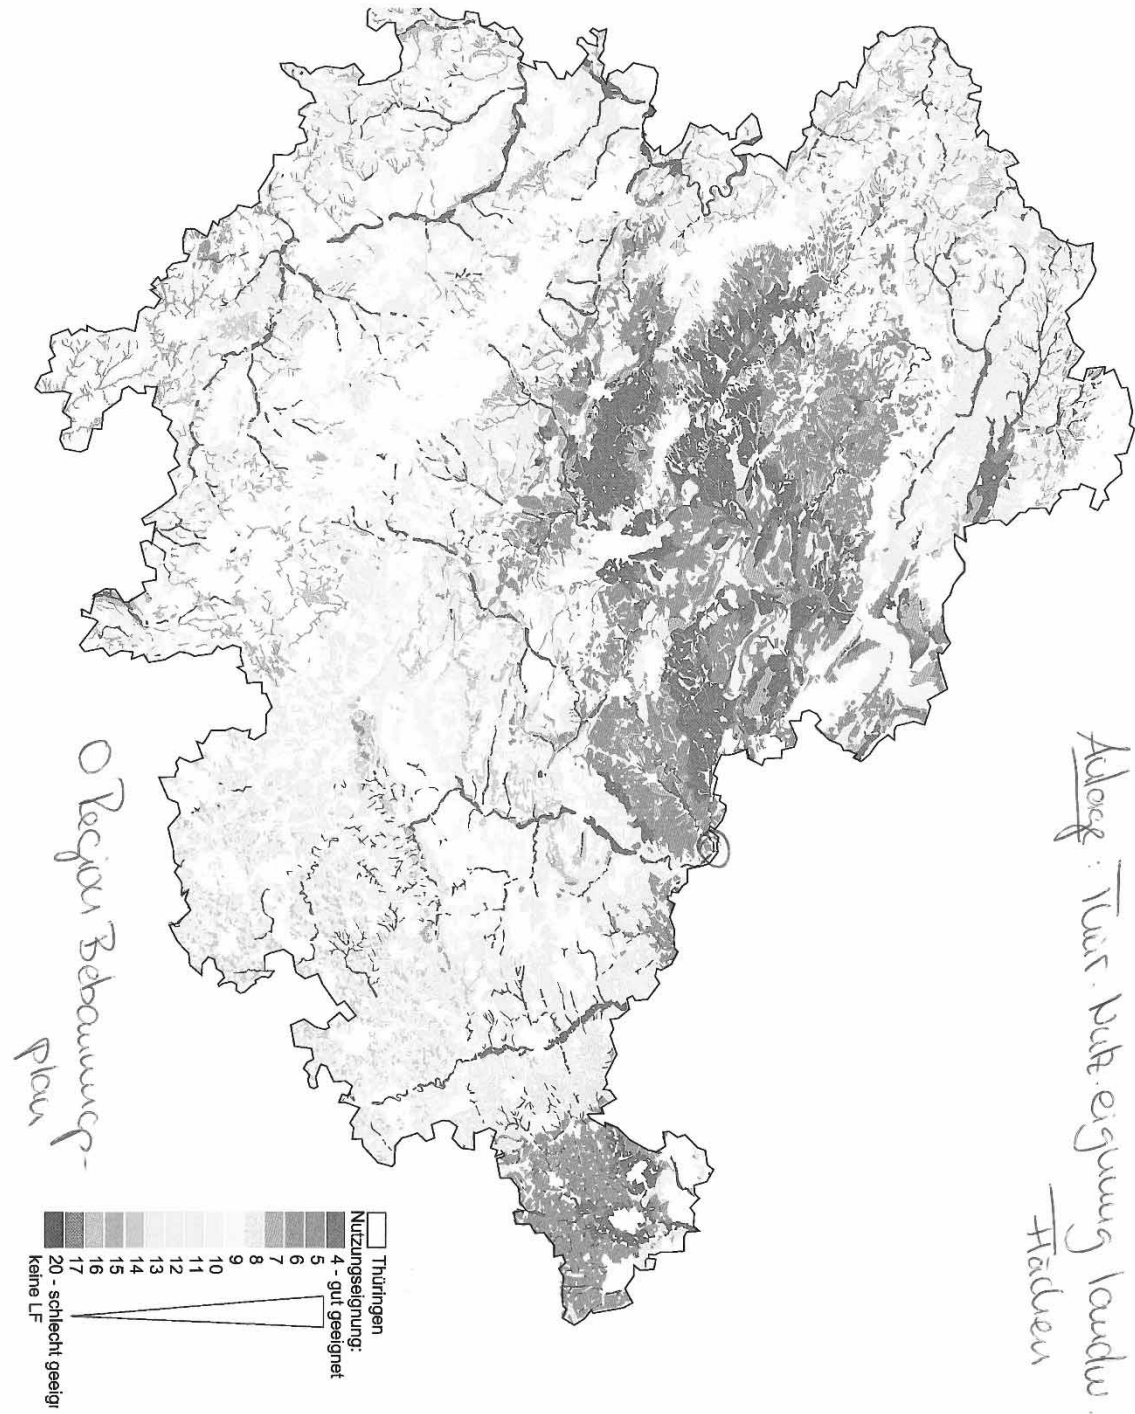 Anlage: Thür. Nutz.eignung landw.
Flächen
O Region Bebauungs-
plan
Thüringen
Nutzungseignung:
4 - gut geeignet
5
6
7
8
9
10
11
12
13
14
15
16
17
20 - schlecht geeigr
keine LF